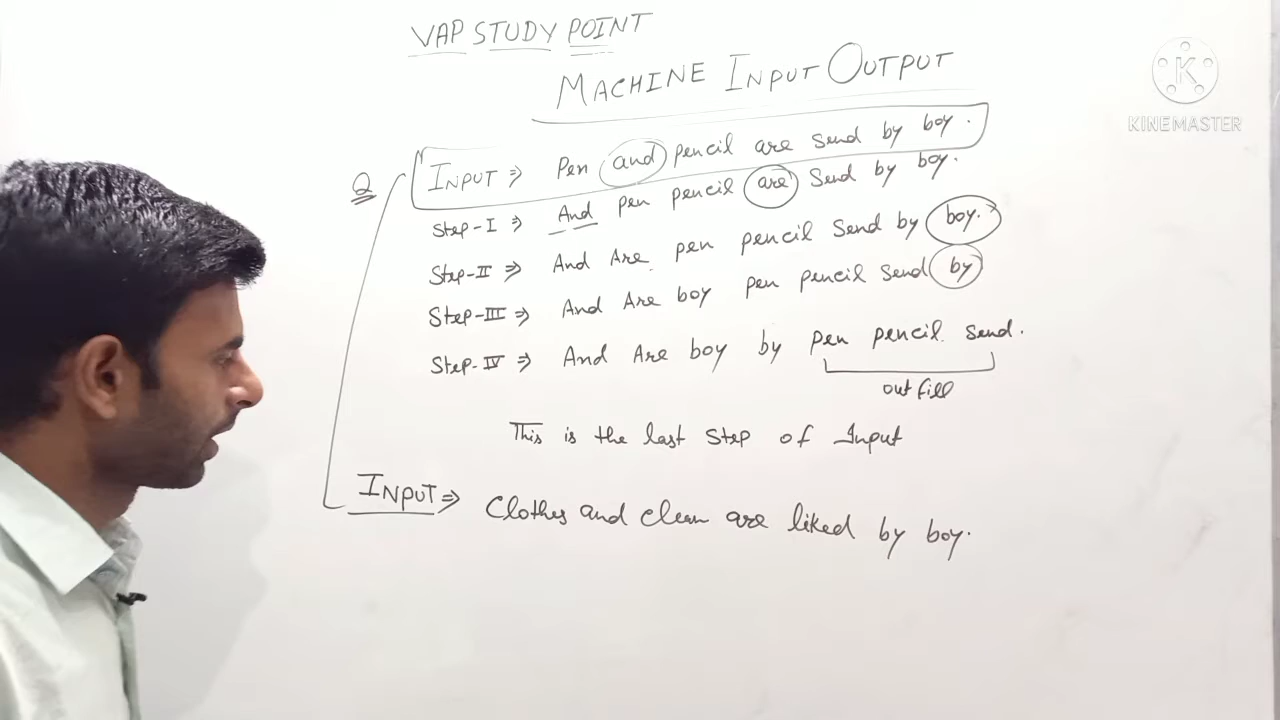 VAP STUDY POINT
MACHINE INPUT OUTPUT
KINEMASTER
Q
INPUT ⇒ Pen and pencil are send by boy.
Step-I ⇒ And pen pencil are send by boy.
Step-II ⇒ And Are pen pencil send by boy.
Step-III ⇒ And Are boy pen pencil send by
Step-IV ⇒ And Are boy by pen pencil send.
out fill
This is the last step of Input
INPUT ⇒ Clothes and clean are liked by boy.